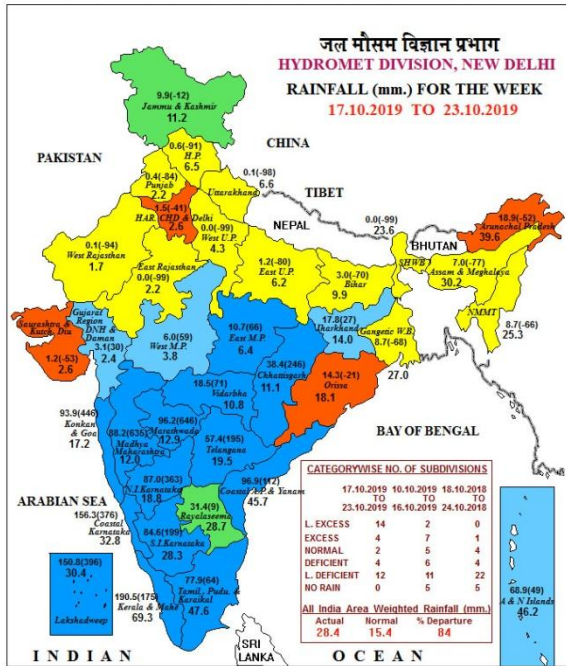 जल मौसम विज्ञान प्रभाग
HYDROMET DIVISION, NEW DELHI
RAINFALL (mm.) FOR THE WEEK
17.10.2019 TO 23.10.2019
9.9(-12)
Jammu & Kashmir
11.2
CHINA
PAKISTAN
0.6(-91)
H.P.
6.5
0.4(-84)
Punjab
2.2
0.1(-98)
Uttarakhand
6.6
TIBET
1.5(-41)
HAR. CHD & Delhi
2.6
NEPAL
0.0(-99)
West U.P.
4.3
0.0(-99)
23.6
18.9(-52)
Arunachal Pradesh
39.6
BHUTAN
0.1(-94)
West Rajasthan
1.7
East Rajasthan
0.0(-99)
2.2
1.2(-80)
East U.P.
6.2
3.0(-70)
Bihar
9.9
SHWB
7.0(-77)
Assam & Meghalaya
30.2
NMMT
8.7(-66)
25.3
Saurashtra &
Kutch, Diu
1.2(-53)
2.6
Gujarat
Region
DNH &
Daman
3.1(30)
2.4
6.0(59)
West M.P.
3.8
10.7(66)
East M.P.
6.4
17.8(27)
Jharkhand
14.0
Gangetic W.B.
8.7(-68)
27.0
38.4(246)
Chhattisgarh
11.1
14.3(-21)
Orissa
18.1
18.5(71)
Vidarbha
10.8
93.9(446)
Konkan
& Goa
17.2
88.2(635)
Madhya
Maharashtra
12.0
96.2(646)
Marathwada
12.9
57.4(195)
Telangana
19.5
BAY OF BENGAL
87.0(363)
N.I.Karnataka
18.8
96.9(112)
Coastal A.P. & Yanam
45.7
ARABIAN SEA
156.3(376)
Coastal
Karnataka
32.8
31.4(9)
Rayalaseema
28.7
84.6(199)
S.I.Karnataka
28.3
150.8(396)
30.4
Lakshadweep
190.5(175)
Kerala & Mahe
69.3
77.9(64)
Tamil., Pudu. &
Karaikal
47.6
68.9(49)
A & N Islands
46.2
CATEGORYWISE NO. OF SUBDIVISIONS
17.10.2019 10.10.2019 18.10.2018
TO TO TO
23.10.2019 16.10.2019 24.10.2018
L. EXCESS 14 2 0
EXCESS 4 7 1
NORMAL 2 5 4
DEFICIENT 4 6 4
L. DEFICIENT 12 11 22
NO RAIN 0 5 5
All India Area Weighted Rainfall (mm.)
Actual Normal % Departure
28.4 15.4 84
SRI
LANKA
INDIAN OCEAN